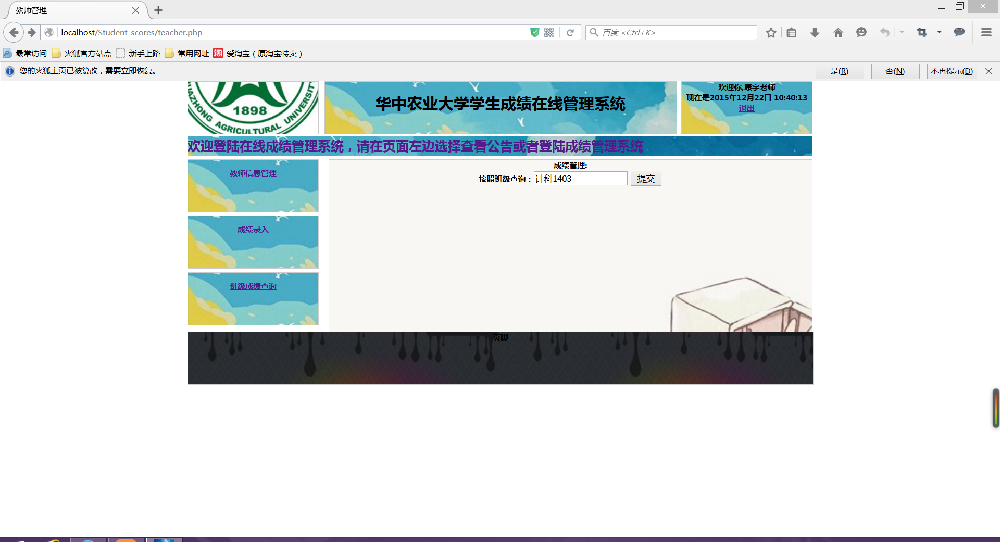 教师管理
localhost/Student_scores/teacher.php
百度 <Ctrl+K>
最常访问
火狐官方站点
新手上路
常用网址
淘
爱淘宝（原淘宝特卖）
您的火狐主页已被篡改，需要立即恢复。
是(R)
否(N)
不再提示(D)
1898
UAZHONG AGRICULTURAL UNIVERSITY
华中农业大学学生成绩在线管理系统
欢迎你,康宇老师
现在是2015年12月22日 10:40:13
退出
欢迎登陆在线成绩管理系统，请在页面左边选择查看公告或者登陆成绩管理系统
教师信息管理
成绩录入
班级成绩查询
成绩管理:
按照班级查询：
计科1403
提交
页脚